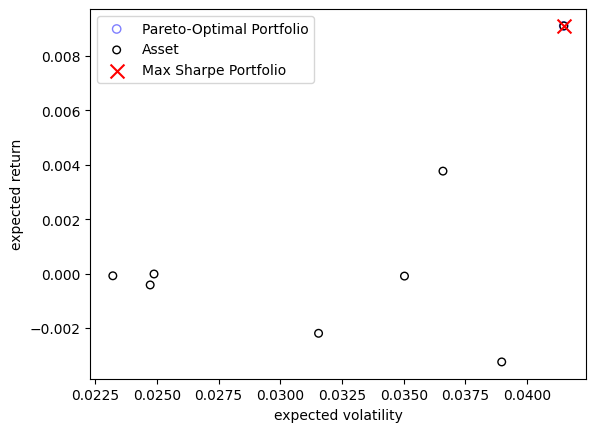 Pareto-Optimal Portfolio
Asset
Max Sharpe Portfolio
0.008
0.006
0.004
0.002
0.000
−0.002
expected return
0.0225 0.0250 0.0275 0.0300 0.0325 0.0350 0.0375 0.0400
expected volatility